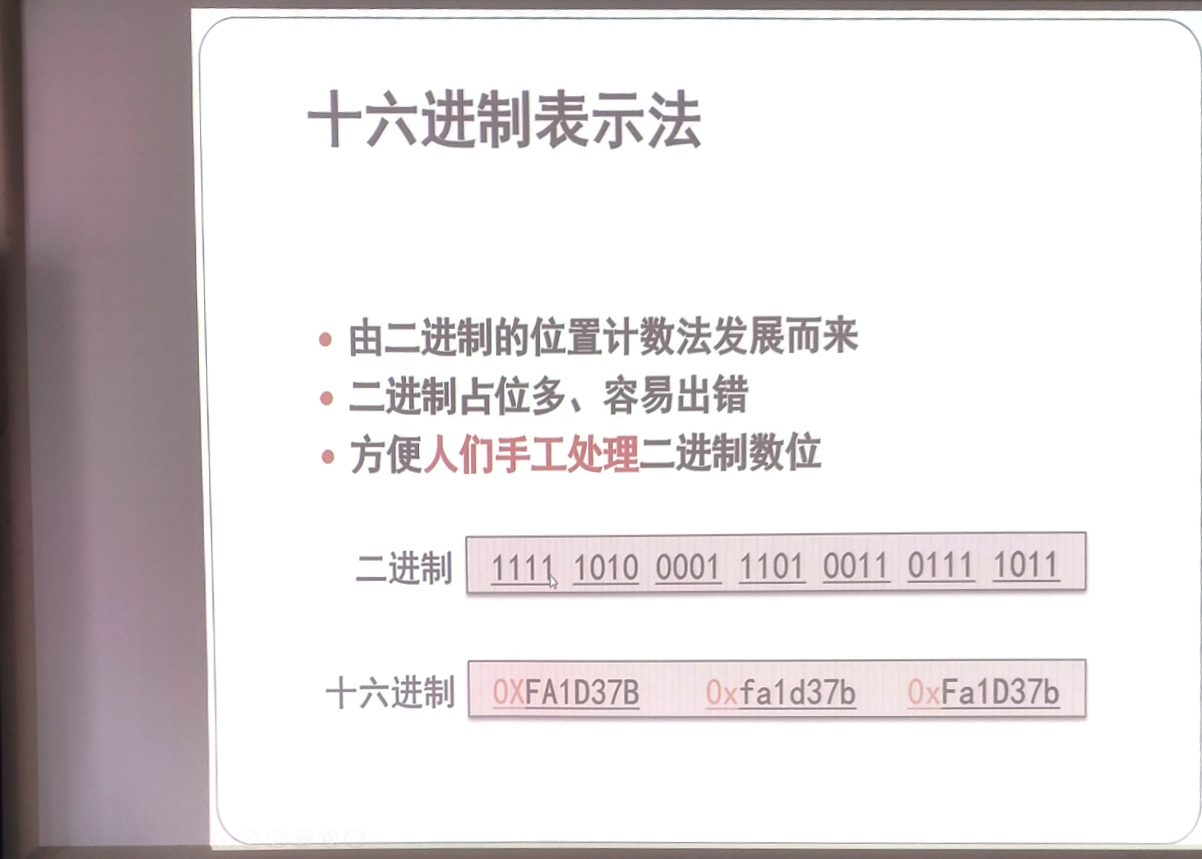 十六进制表示法
由二进制的位置计数法发展而来
二进制占位多、容易出错
方便人们手工处理二进制数位
二进制 1111 1010 0001 1101 0011 0111 1011
十六进制 0XFA1D37B 0xfa1d37b 0xFa1D37b